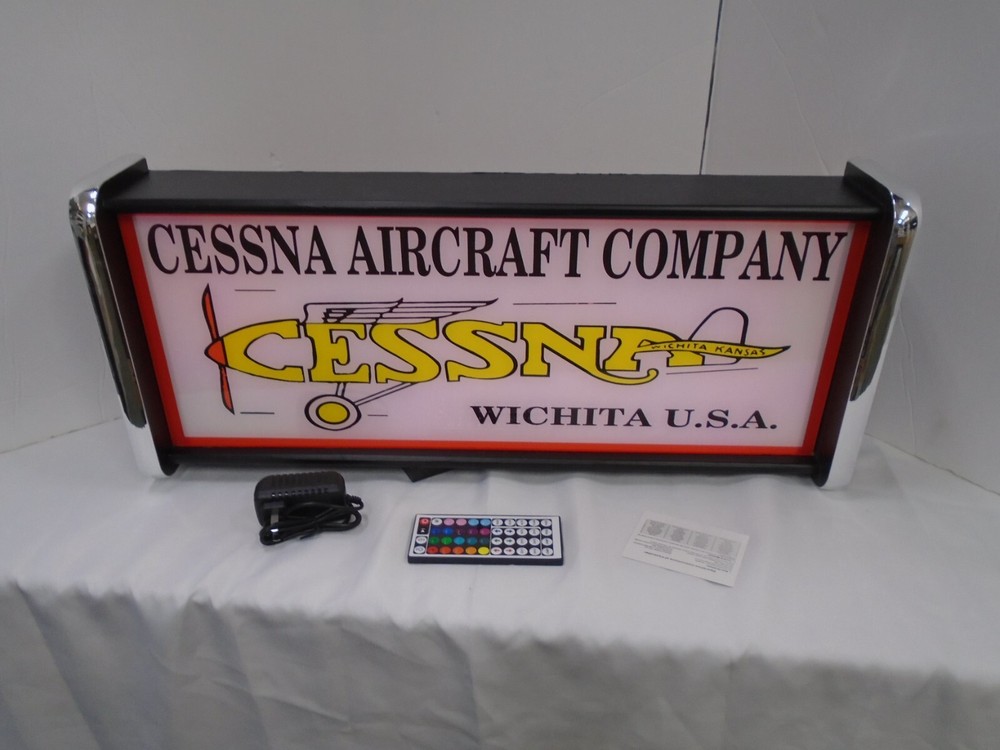 CESSNA AIRCRAFT COMPANY
CESSNA
WICHITA KANSAS
WICHITA U.S.A.